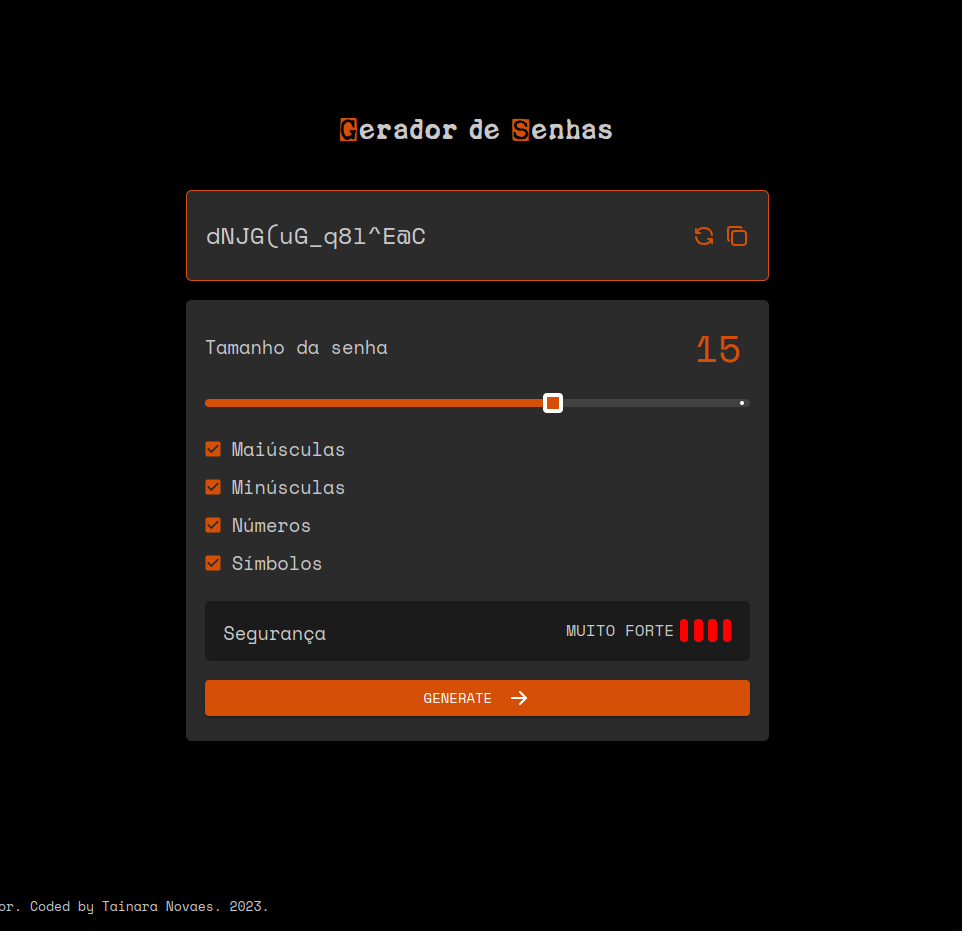 Gerador de Senhas
dNJG(uG_q8l^E@C
Tamanho da senha 15
Maiúsculas
Minúsculas
Números
Símbolos
Segurança MUITO FORTE
GENERATE
or. Coded by Tainara Novaes. 2023.